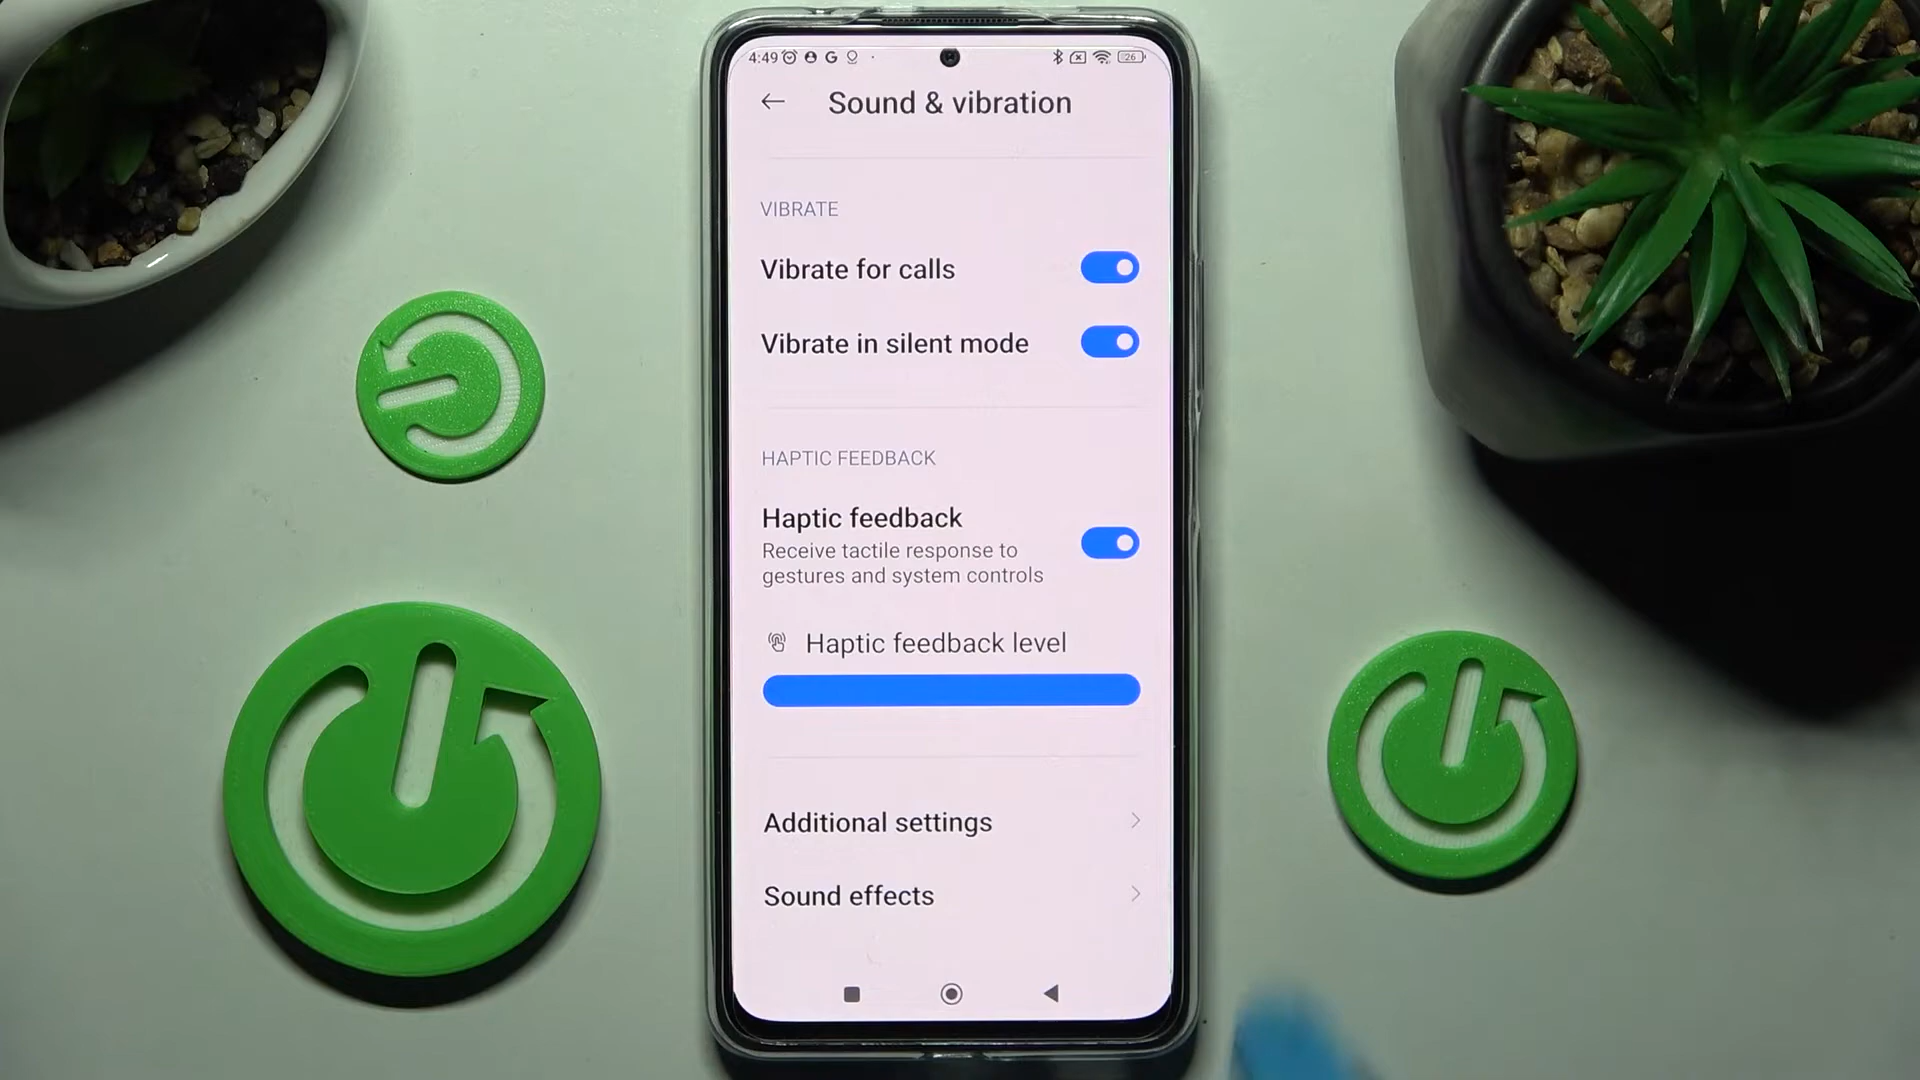 4:49
26
Sound & vibration
VIBRATE
Vibrate for calls
Vibrate in silent mode
HAPTIC FEEDBACK
Haptic feedback
Receive tactile response to
gestures and system controls
Haptic feedback level
Additional settings
Sound effects